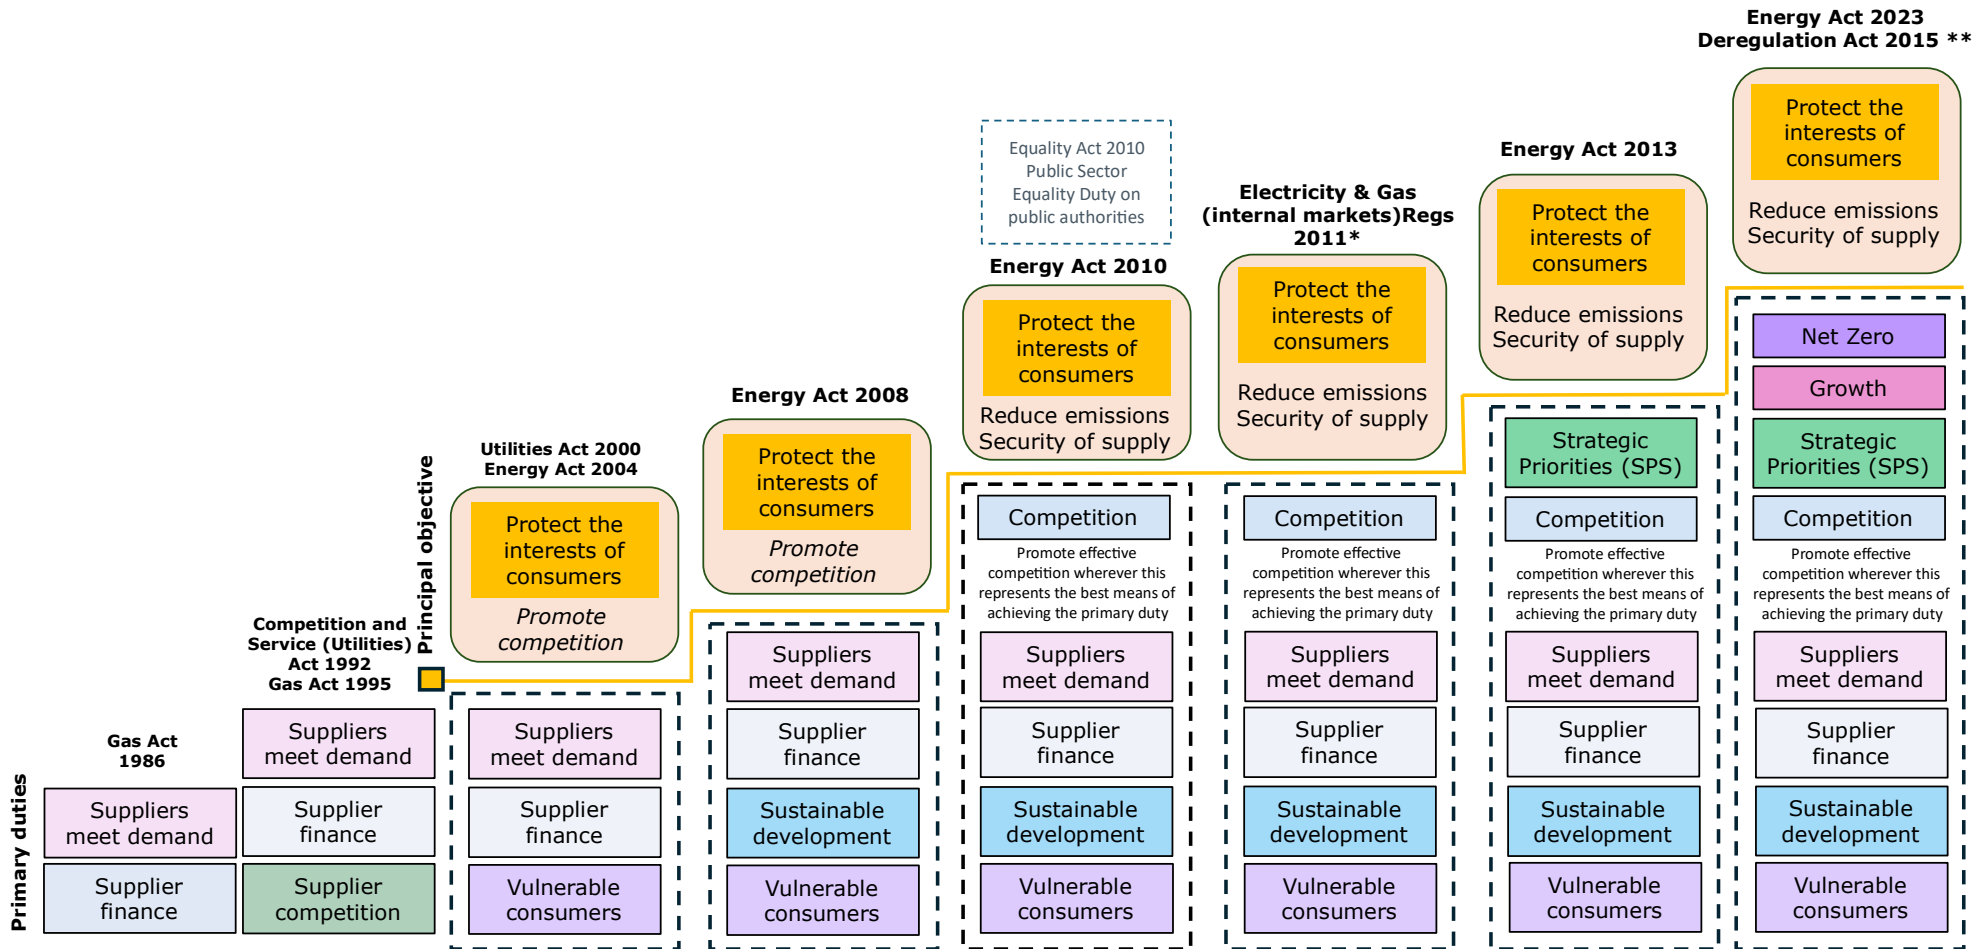 Primary duties
Gas Act
1986
Suppliers
meet demand
Supplier
finance
Competition and
Service (Utilities)
Act 1992
Gas Act 1995
Suppliers
meet demand
Supplier
finance
Supplier
competition
Principal objective
Utilities Act 2000
Energy Act 2004
Protect the
interests of
consumers
Promote
competition
Suppliers
meet demand
Supplier
finance
Vulnerable
consumers
Energy Act 2008
Protect the
interests of
consumers
Promote
competition
Suppliers
meet demand
Supplier
finance
Sustainable
development
Vulnerable
consumers
Equality Act 2010
Public Sector
Equality Duty on
public authorities
Energy Act 2010
Protect the
interests of
consumers
Reduce emissions
Security of supply
Competition
Promote effective
competition wherever this
represents the best means of
achieving the primary duty
Suppliers
meet demand
Supplier
finance
Sustainable
development
Vulnerable
consumers
Electricity & Gas
(internal markets)Regs
2011*
Protect the
interests of
consumers
Reduce emissions
Security of supply
Competition
Promote effective
competition wherever this
represents the best means of
achieving the primary duty
Suppliers
meet demand
Supplier
finance
Sustainable
development
Vulnerable
consumers
Energy Act 2013
Protect the
interests of
consumers
Reduce emissions
Security of supply
Strategic
Priorities (SPS)
Competition
Promote effective
competition wherever this
represents the best means of
achieving the primary duty
Suppliers
meet demand
Supplier
finance
Sustainable
development
Vulnerable
consumers
Energy Act 2023
Deregulation Act 2015 **
Protect the
interests of
consumers
Reduce emissions
Security of supply
Net Zero
Growth
Strategic
Priorities (SPS)
Competition
Promote effective
competition wherever this
represents the best means of
achieving the primary duty
Suppliers
meet demand
Supplier
finance
Sustainable
development
Vulnerable
consumers